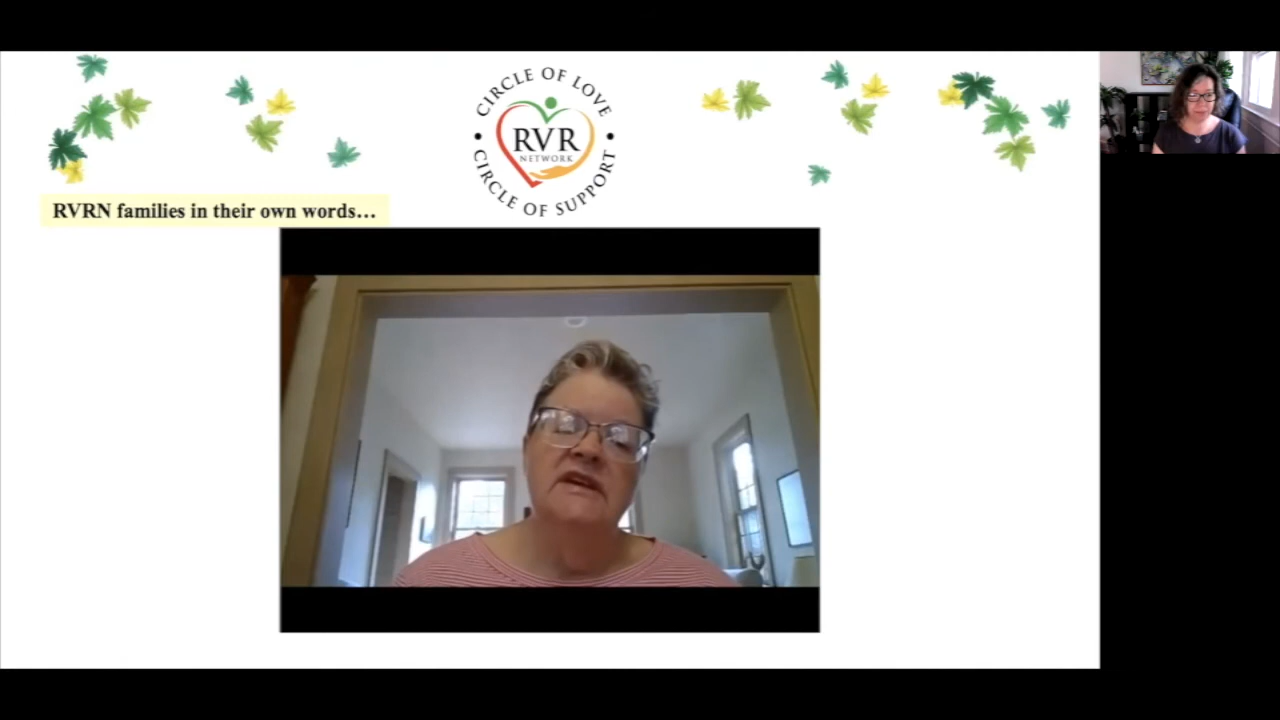 CIRCLE OF LOVE
RVR
NETWORK
CIRCLE OF SUPPORT
RVRN families in their own words…